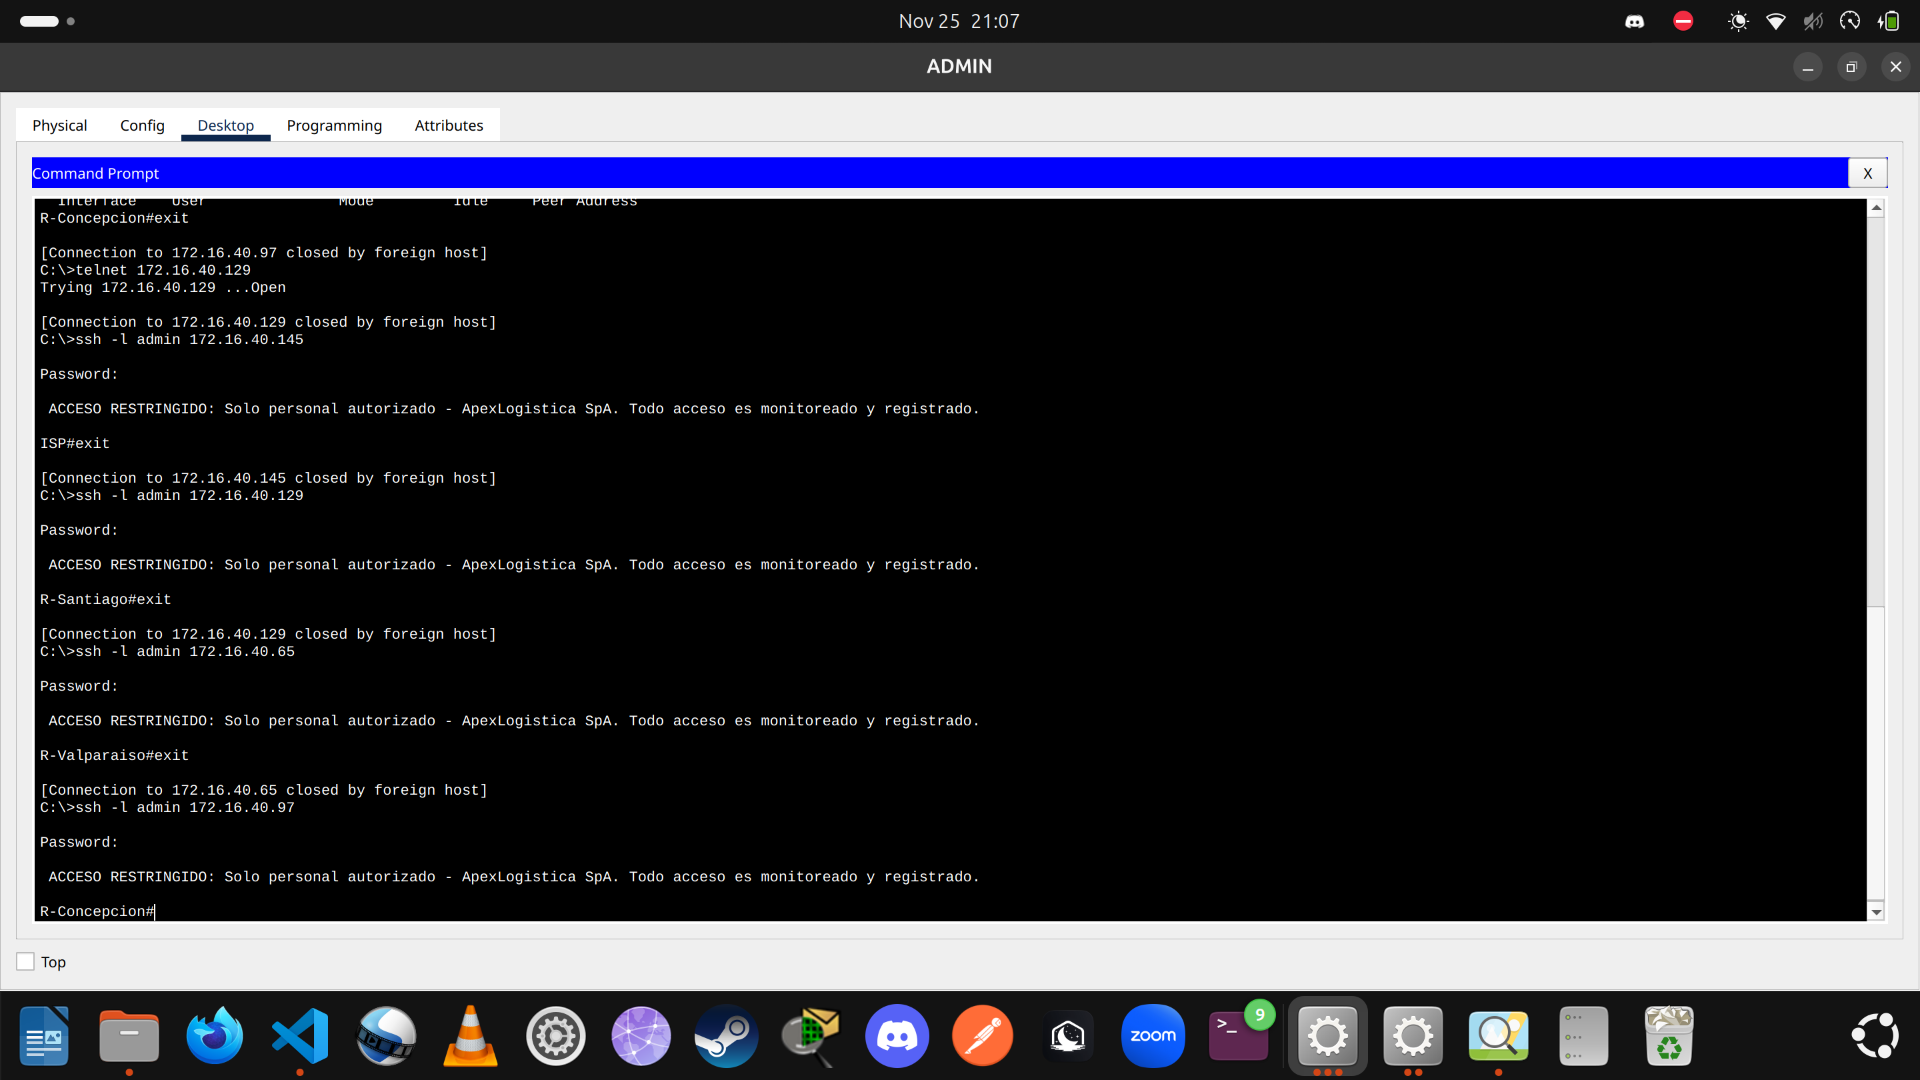 Nov 25 21:07
ADMIN
Physical Config Desktop Programming Attributes
Command Prompt X
Interface User Mode Idle Peer Address
R-Concepcion#exit
[Connection to 172.16.40.97 closed by foreign host]
C:\>telnet 172.16.40.129
Trying 172.16.40.129 ...Open
[Connection to 172.16.40.129 closed by foreign host]
C:\>ssh -l admin 172.16.40.145
Password:
ACCESO RESTRINGIDO: Solo personal autorizado - ApexLogistica SpA. Todo acceso es monitoreado y registrado.
ISP#exit
[Connection to 172.16.40.145 closed by foreign host]
C:\>ssh -l admin 172.16.40.129
Password:
ACCESO RESTRINGIDO: Solo personal autorizado - ApexLogistica SpA. Todo acceso es monitoreado y registrado.
R-Santiago#exit
[Connection to 172.16.40.129 closed by foreign host]
C:\>ssh -l admin 172.16.40.65
Password:
ACCESO RESTRINGIDO: Solo personal autorizado - ApexLogistica SpA. Todo acceso es monitoreado y registrado.
R-Valparaiso#exit
[Connection to 172.16.40.65 closed by foreign host]
C:\>ssh -l admin 172.16.40.97
Password:
ACCESO RESTRINGIDO: Solo personal autorizado - ApexLogistica SpA. Todo acceso es monitoreado y registrado.
R-Concepcion#
Top
zoom
>_
9